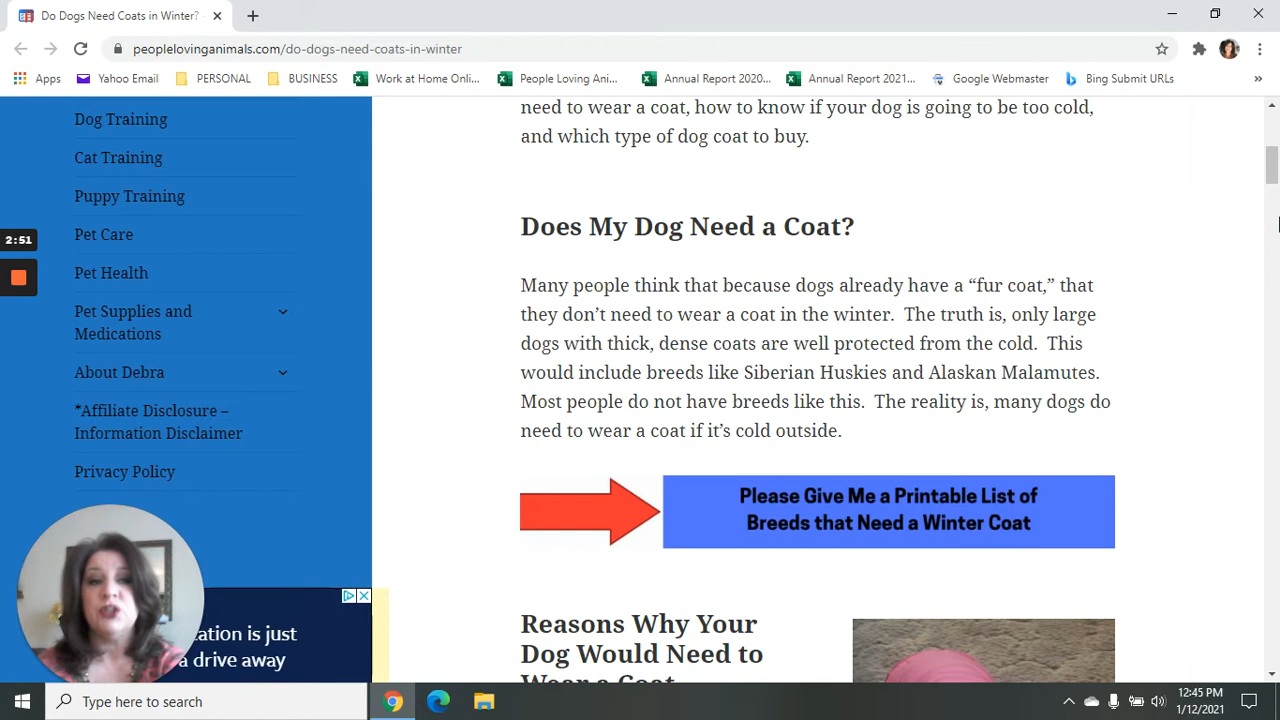 Do Dogs Need Coats in Winter?
peoplelovinganimals.com/do-dogs-need-coats-in-winter
Apps
Yahoo Email
PERSONAL
BUSINESS
Work at Home Onli...
People Loving Ani...
Annual Report 2020...
Annual Report 2021...
Google Webmaster
Bing Submit URLs
»
Dog Training
Cat Training
Puppy Training
Pet Care
Pet Health
Pet Supplies and
Medications
About Debra
*Affiliate Disclosure –
Information Disclaimer
Privacy Policy
2:51
ation is just
a drive away
need to wear a coat, how to know if your dog is going to be too cold,
and which type of dog coat to buy.
Does My Dog Need a Coat?
Many people think that because dogs already have a “fur coat,” that
they don’t need to wear a coat in the winter.  The truth is, only large
dogs with thick, dense coats are well protected from the cold.  This
would include breeds like Siberian Huskies and Alaskan Malamutes.
Most people do not have breeds like this.  The reality is, many dogs do
need to wear a coat if it’s cold outside.
Please Give Me a Printable List of
Breeds that Need a Winter Coat
Reasons Why Your
Dog Would Need to
Wear a Coat
Type here to search
12:45 PM
1/12/2021